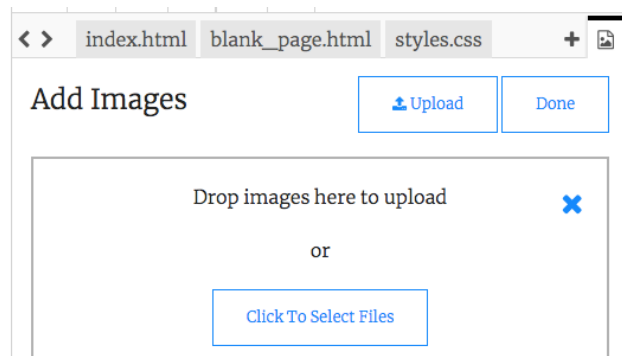 index.html blank_page.html styles.css
Add Images
Upload
Done
Drop images here to upload
or
Click To Select Files